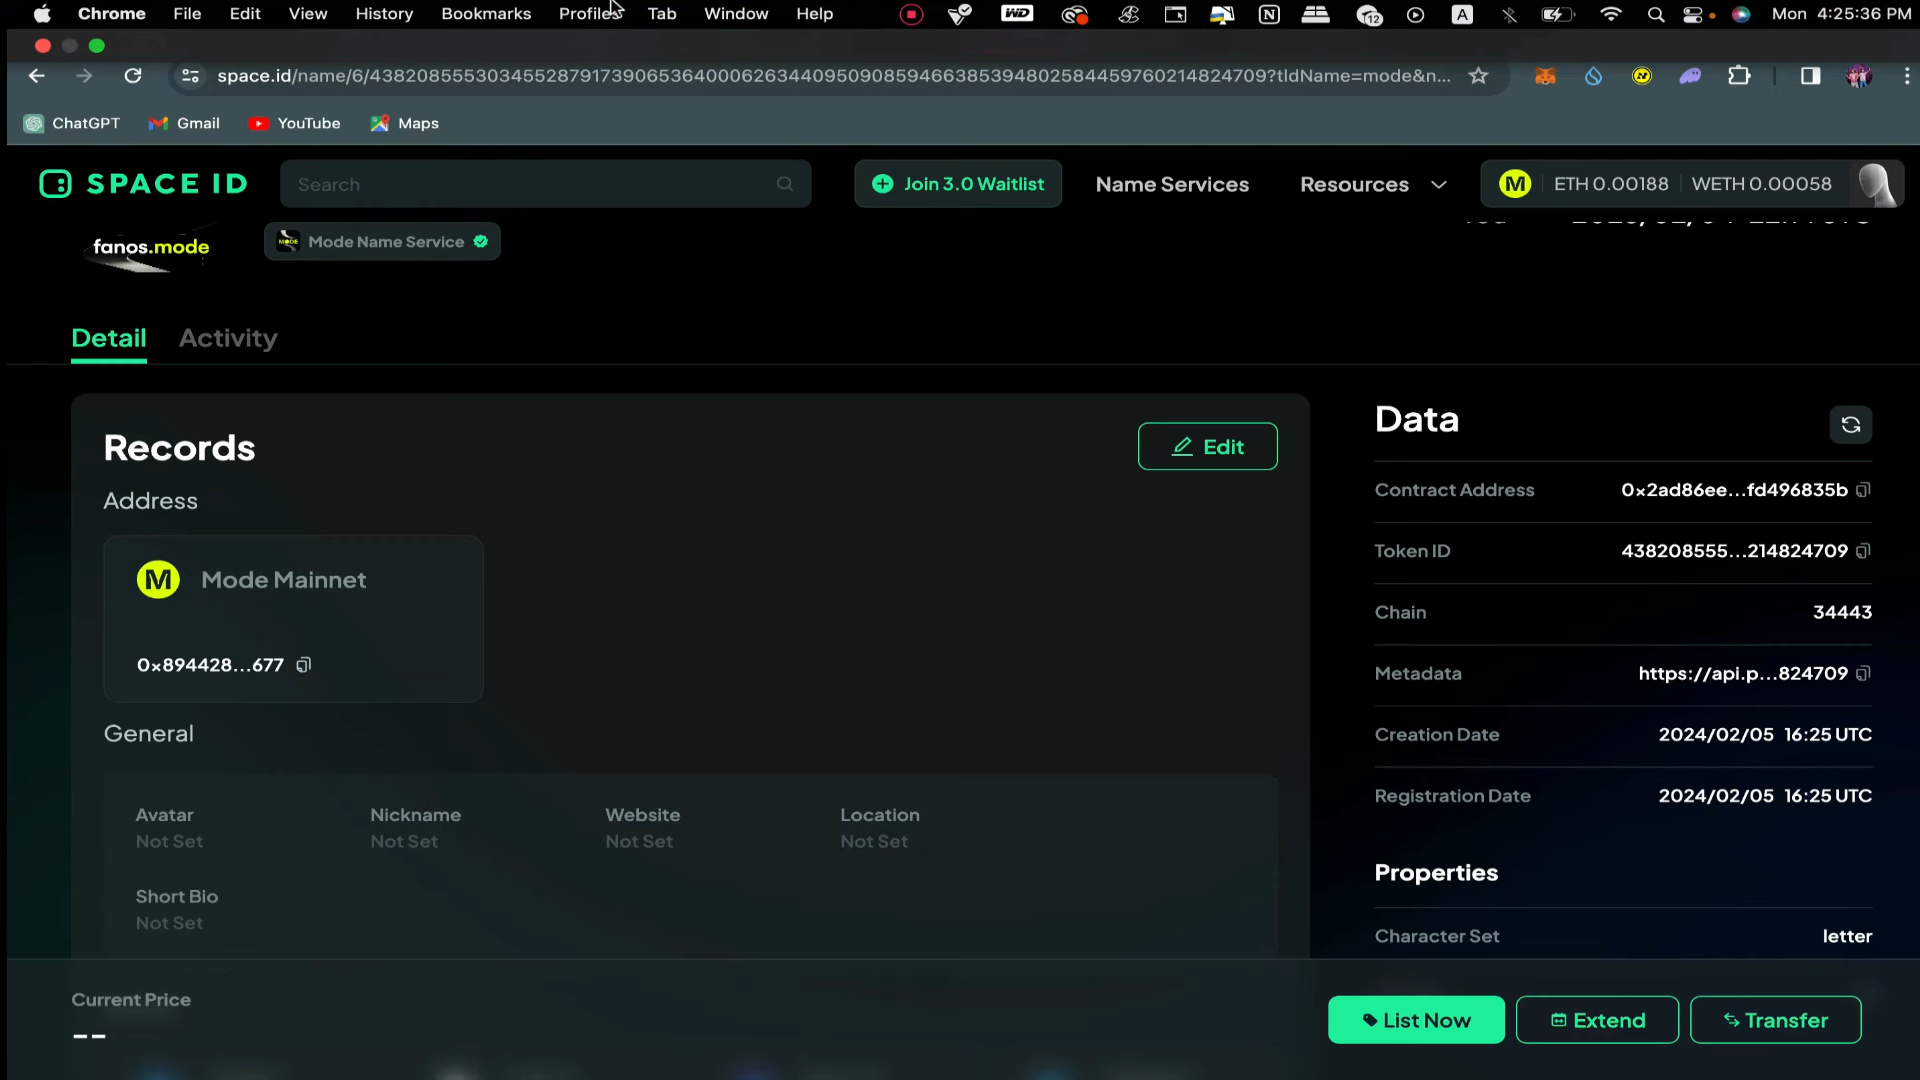 Chrome File Edit View History Bookmarks Profiles Tab Window Help WD N 12 A Mon 4:25:36 PM
space.id/name/6/43820855530345528791739065364000626344095090859466385394802584459760214824709?tldName=mode&n...
ChatGPT Gmail YouTube Maps
SPACE ID Search Join 3.0 Waitlist Name Services Resources M ETH 0.00188 WETH 0.00058
fanos.mode MODE Mode Name Service
Detail Activity
Records Edit
Address
M Mode Mainnet
0x894428...677
General
Avatar Nickname Website Location
Not Set Not Set Not Set Not Set
Short Bio
Not Set
Data
Contract Address 0x2ad86ee...fd496835b
Token ID 438208555...214824709
Chain 34443
Metadata https://api.p...824709
Creation Date 2024/02/05 16:25 UTC
Registration Date 2024/02/05 16:25 UTC
Properties
Character Set letter
Current Price
--
List Now Extend Transfer